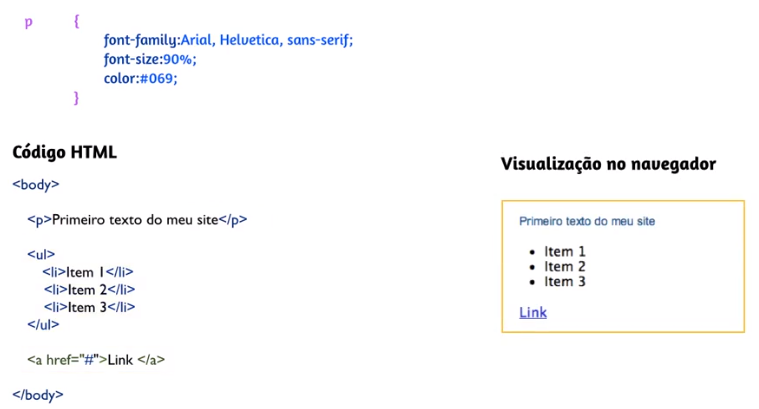 p {
font-family:Arial, Helvetica, sans-serif;
font-size:90%;
color:#069;
}
Código HTML
<body>
<p>Primeiro texto do meu site</p>
<ul>
<li>Item 1</li>
<li>Item 2</li>
<li>Item 3</li>
</ul>
<a href="#">Link </a>
</body>
Visualização no navegador
Primeiro texto do meu site
• Item 1
• Item 2
• Item 3
Link